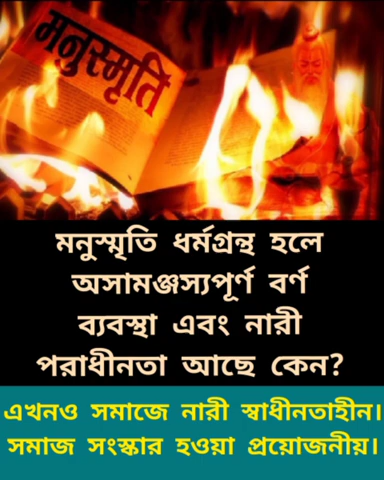 मनुस्मृति
মনুস্মৃতি ধর্মগ্রন্থ হলে
অসামঞ্জস্যপূর্ণ বর্ণ
ব্যবস্থা এবং নারী
পরাধীনতা আছে কেন?
এখনও সমাজে নারী স্বাধীনতাহীন।
সমাজ সংস্কার হওয়া প্রয়োজনীয়।